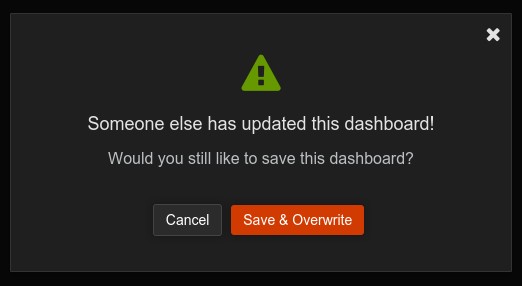 Someone else has updated this dashboard!
Would you still like to save this dashboard?
Cancel
Save & Overwrite